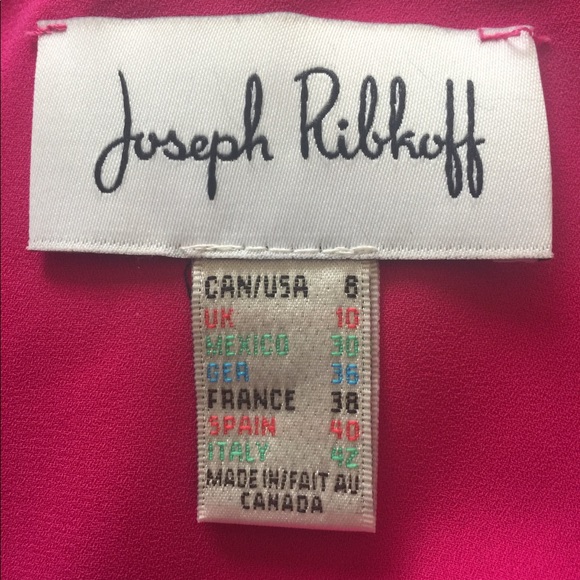 Joseph Ribkoff
CAN/USA 8
UK 10
MEXICO 30
GER 36
FRANCE 38
SPAIN 40
ITALY 42
MADE IN/FAIT AU
CANADA